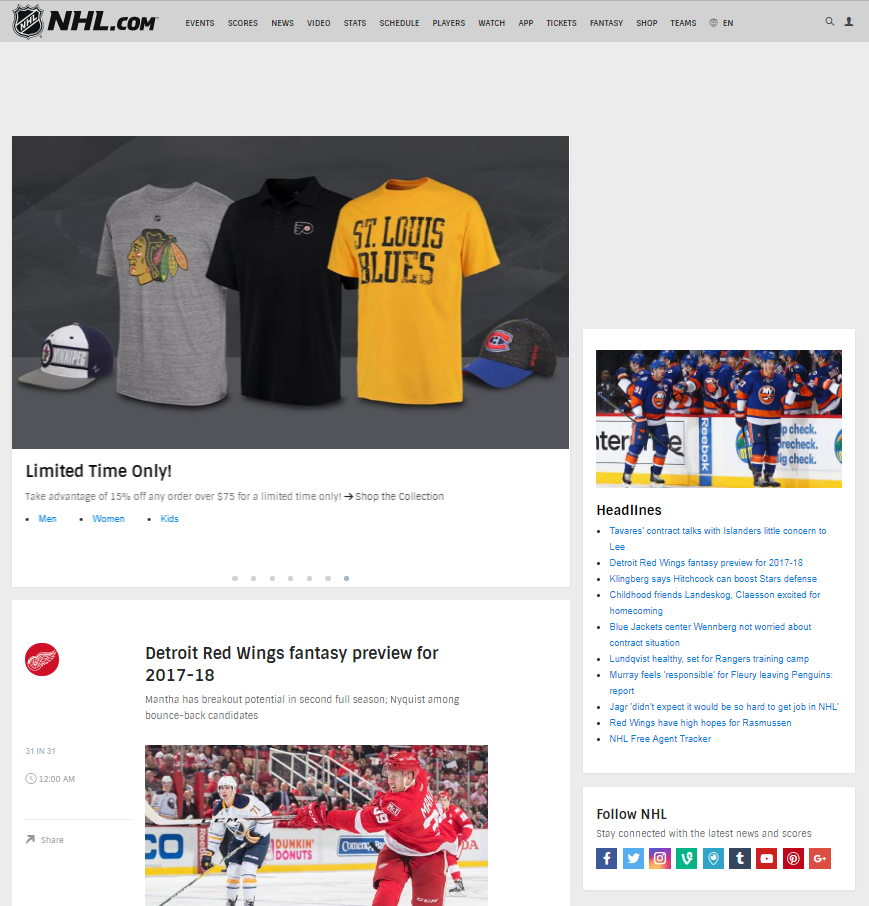 NHL.COM
EVENTS SCORES NEWS VIDEO STATS SCHEDULE PLAYERS WATCH APP TICKETS FANTASY SHOP TEAMS EN
ST. LOUIS
BLUES
WINNIPEG
Limited Time Only!
Take advantage of 15% off any order over $75 for a limited time only! → Shop the Collection
• Men • Women • Kids
Detroit Red Wings fantasy preview for
2017-18
Mantha has breakout potential in second full season; Nyquist among
bounce-back candidates
31 IN 31
12:00 AM
Share
39
DUNKIN'
DONUTS
CCM
91
27
Reebok
Headlines
• Tavares' contract talks with Islanders little concern to
Lee
• Detroit Red Wings fantasy preview for 2017-18
• Klingberg says Hitchcock can boost Stars defense
• Childhood friends Landeskog, Claesson excited for
homecoming
• Blue Jackets center Wennberg not worried about
contract situation
• Lundqvist healthy, set for Rangers training camp
• Murray feels 'responsible' for Fleury leaving Penguins:
report
• Jagr 'didn't expect it would be so hard to get job in NHL'
• Red Wings have high hopes for Rasmussen
• NHL Free Agent Tracker
Follow NHL
Stay connected with the latest news and scores